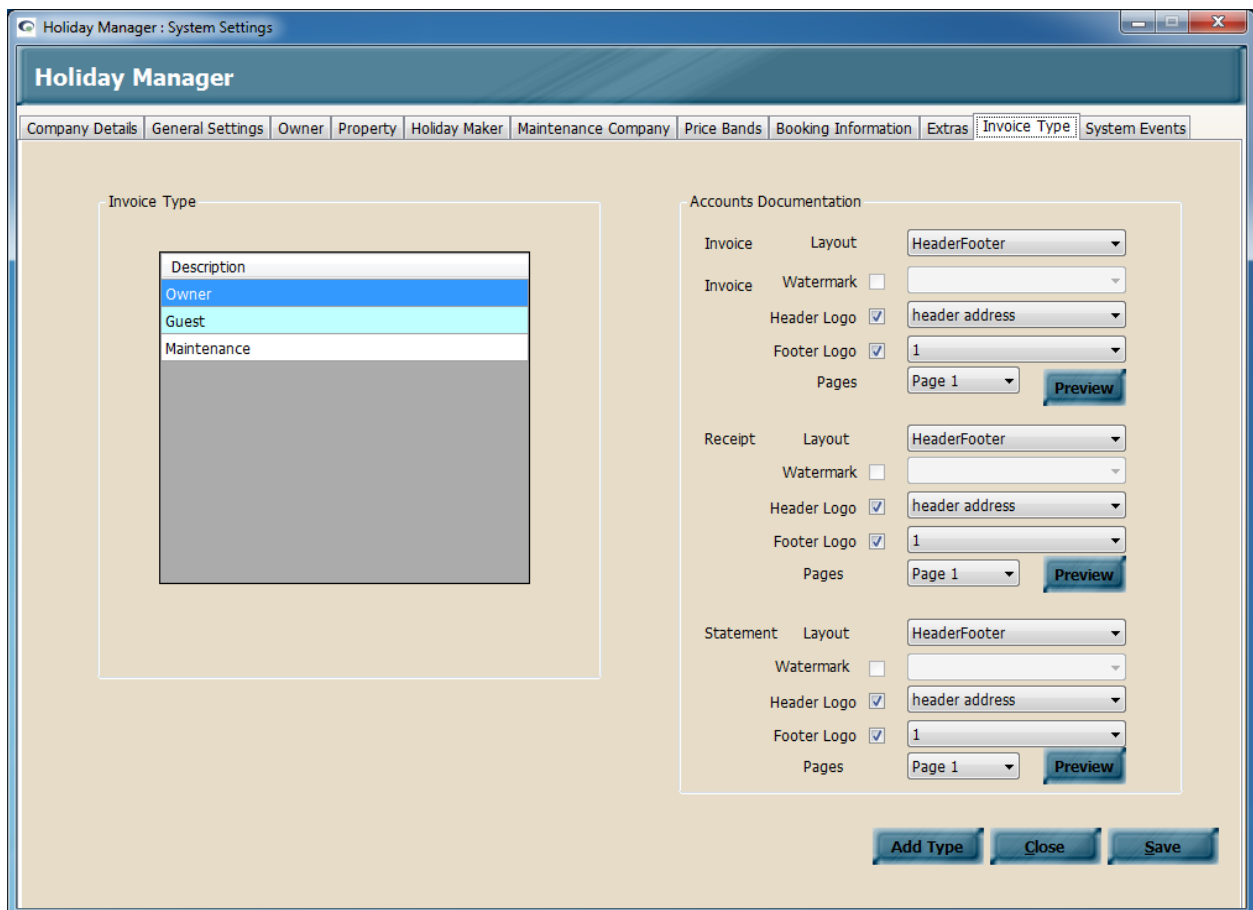 Holiday Manager : System Settings
Holiday Manager
Company Details General Settings Owner Property Holiday Maker Maintenance Company Price Bands Booking Information Extras Invoice Type System Events
Invoice Type
Description
Owner
Guest
Maintenance
Accounts Documentation
Invoice Layout HeaderFooter
Invoice Watermark
Header Logo header address
Footer Logo 1
Pages Page 1 Preview
Receipt Layout HeaderFooter
Watermark
Header Logo header address
Footer Logo 1
Pages Page 1 Preview
Statement Layout HeaderFooter
Watermark
Header Logo header address
Footer Logo 1
Pages Page 1 Preview
Add Type Close Save